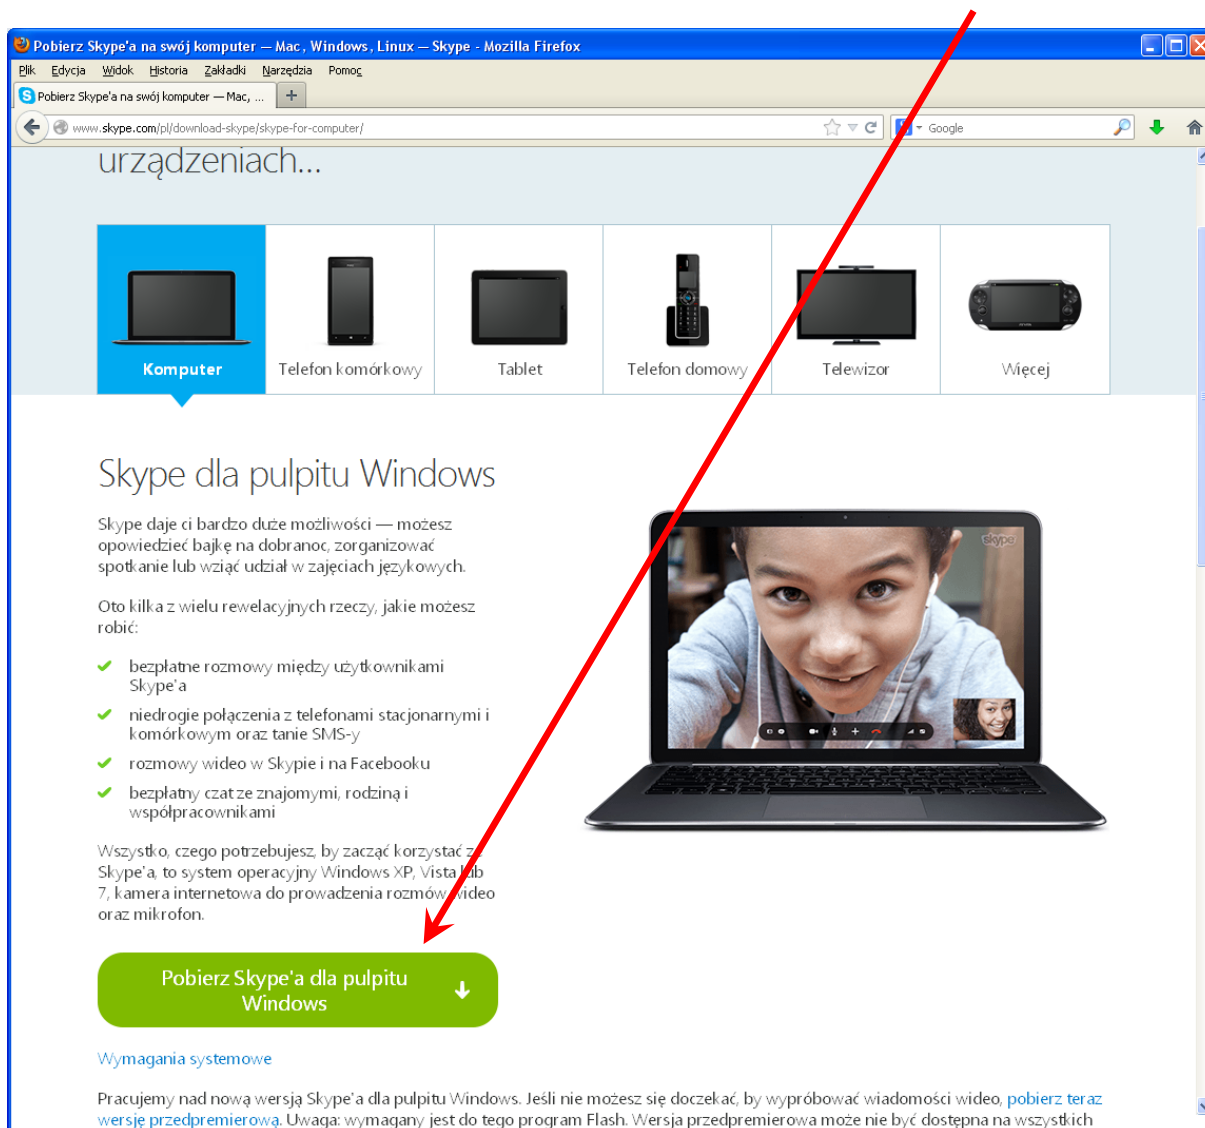 Pobierz Skype'a na swój komputer — Mac, Windows, Linux — Skype - Mozilla Firefox
Plik Edycja Widok Historia Zakładki Narzędzia Pomoc
Pobierz Skype'a na swój komputer — Mac, ...
www.skype.com/pl/download-skype/skype-for-computer/
Google
urządzeniach...
Komputer
Telefon komórkowy
Tablet
Telefon domowy
Telewizor
Więcej
Skype dla pulpitu Windows
Skype daje ci bardzo duże możliwości — możesz
opowiedzieć bajkę na dobranoc, zorganizować
spotkanie lub wziąć udział w zajęciach językowych.
Oto kilka z wielu rewelacyjnych rzeczy, jakie możesz
robić:
bezpłatne rozmowy między użytkownikami
Skype'a
niedrogie połączenia z telefonami stacjonarnymi i
komórkowym oraz tanie SMS-y
rozmowy wideo w Skypie i na Facebooku
bezpłatny czat ze znajomymi, rodziną i
współpracownikami
skype
Wszystko, czego potrzebujesz, by zacząć korzystać ze
Skype'a, to system operacyjny Windows XP, Vista lub
7, kamera internetowa do prowadzenia rozmów wideo
oraz mikrofon.
Pobierz Skype'a dla pulpitu
Windows
Wymagania systemowe
Pracujemy nad nową wersją Skype'a dla pulpitu Windows. Jeśli nie możesz się doczekać, by wypróbować wiadomości wideo, pobierz teraz
wersję przedpremierową. Uwaga: wymagany jest do tego program Flash. Wersja przedpremierowa może nie być dostępna na wszystkich